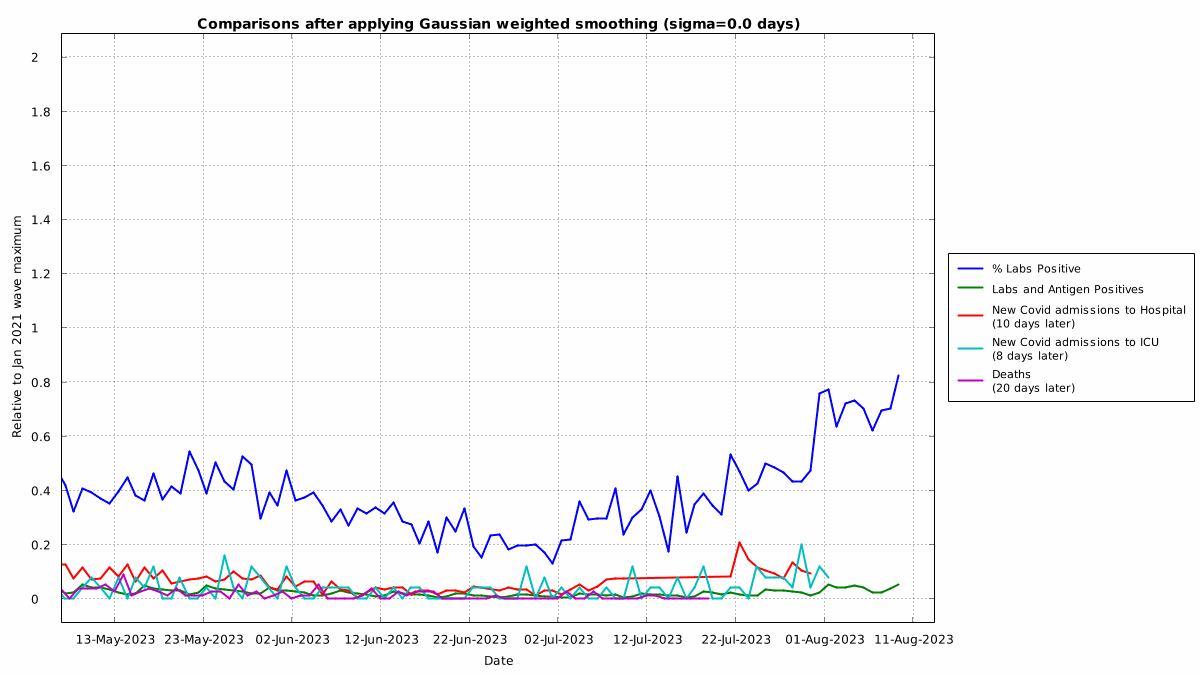 Comparisons after applying Gaussian weighted smoothing (sigma=0.0 days)
2
1.8
1.6
1.4
1.2
1
0.8
0.6
0.4
0.2
0
Relative to Jan 2021 wave maximum
13-May-2023 23-May-2023 02-Jun-2023 12-Jun-2023 22-Jun-2023 02-Jul-2023 12-Jul-2023 22-Jul-2023 01-Aug-2023 11-Aug-2023
Date
% Labs Positive
Labs and Antigen Positives
New Covid admissions to Hospital
(10 days later)
New Covid admissions to ICU
(8 days later)
Deaths
(20 days later)